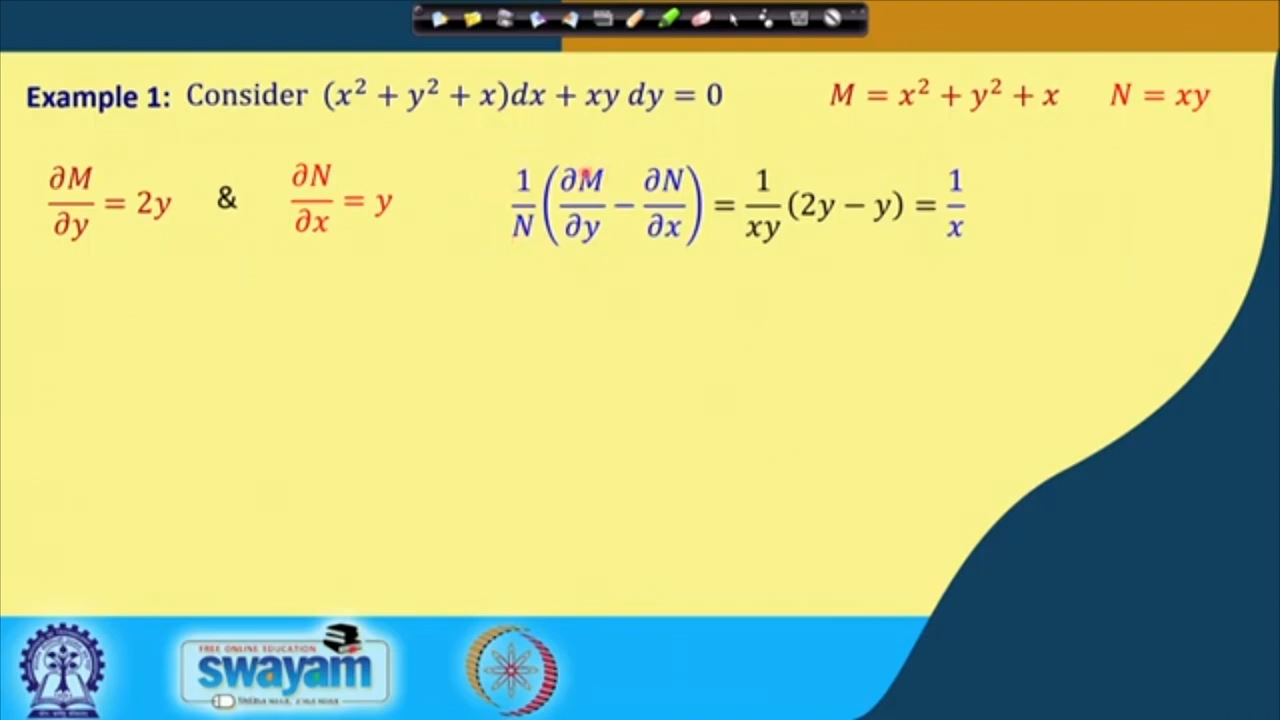 Example 1: Consider (x² + y² + x)dx + xy dy = 0 M = x² + y² + x N = xy
∂M/∂y = 2y & ∂N/∂x = y 1/N (∂M/∂y − ∂N/∂x) = 1/xy (2y − y) = 1/x
FREE ONLINE EDUCATION
swayam